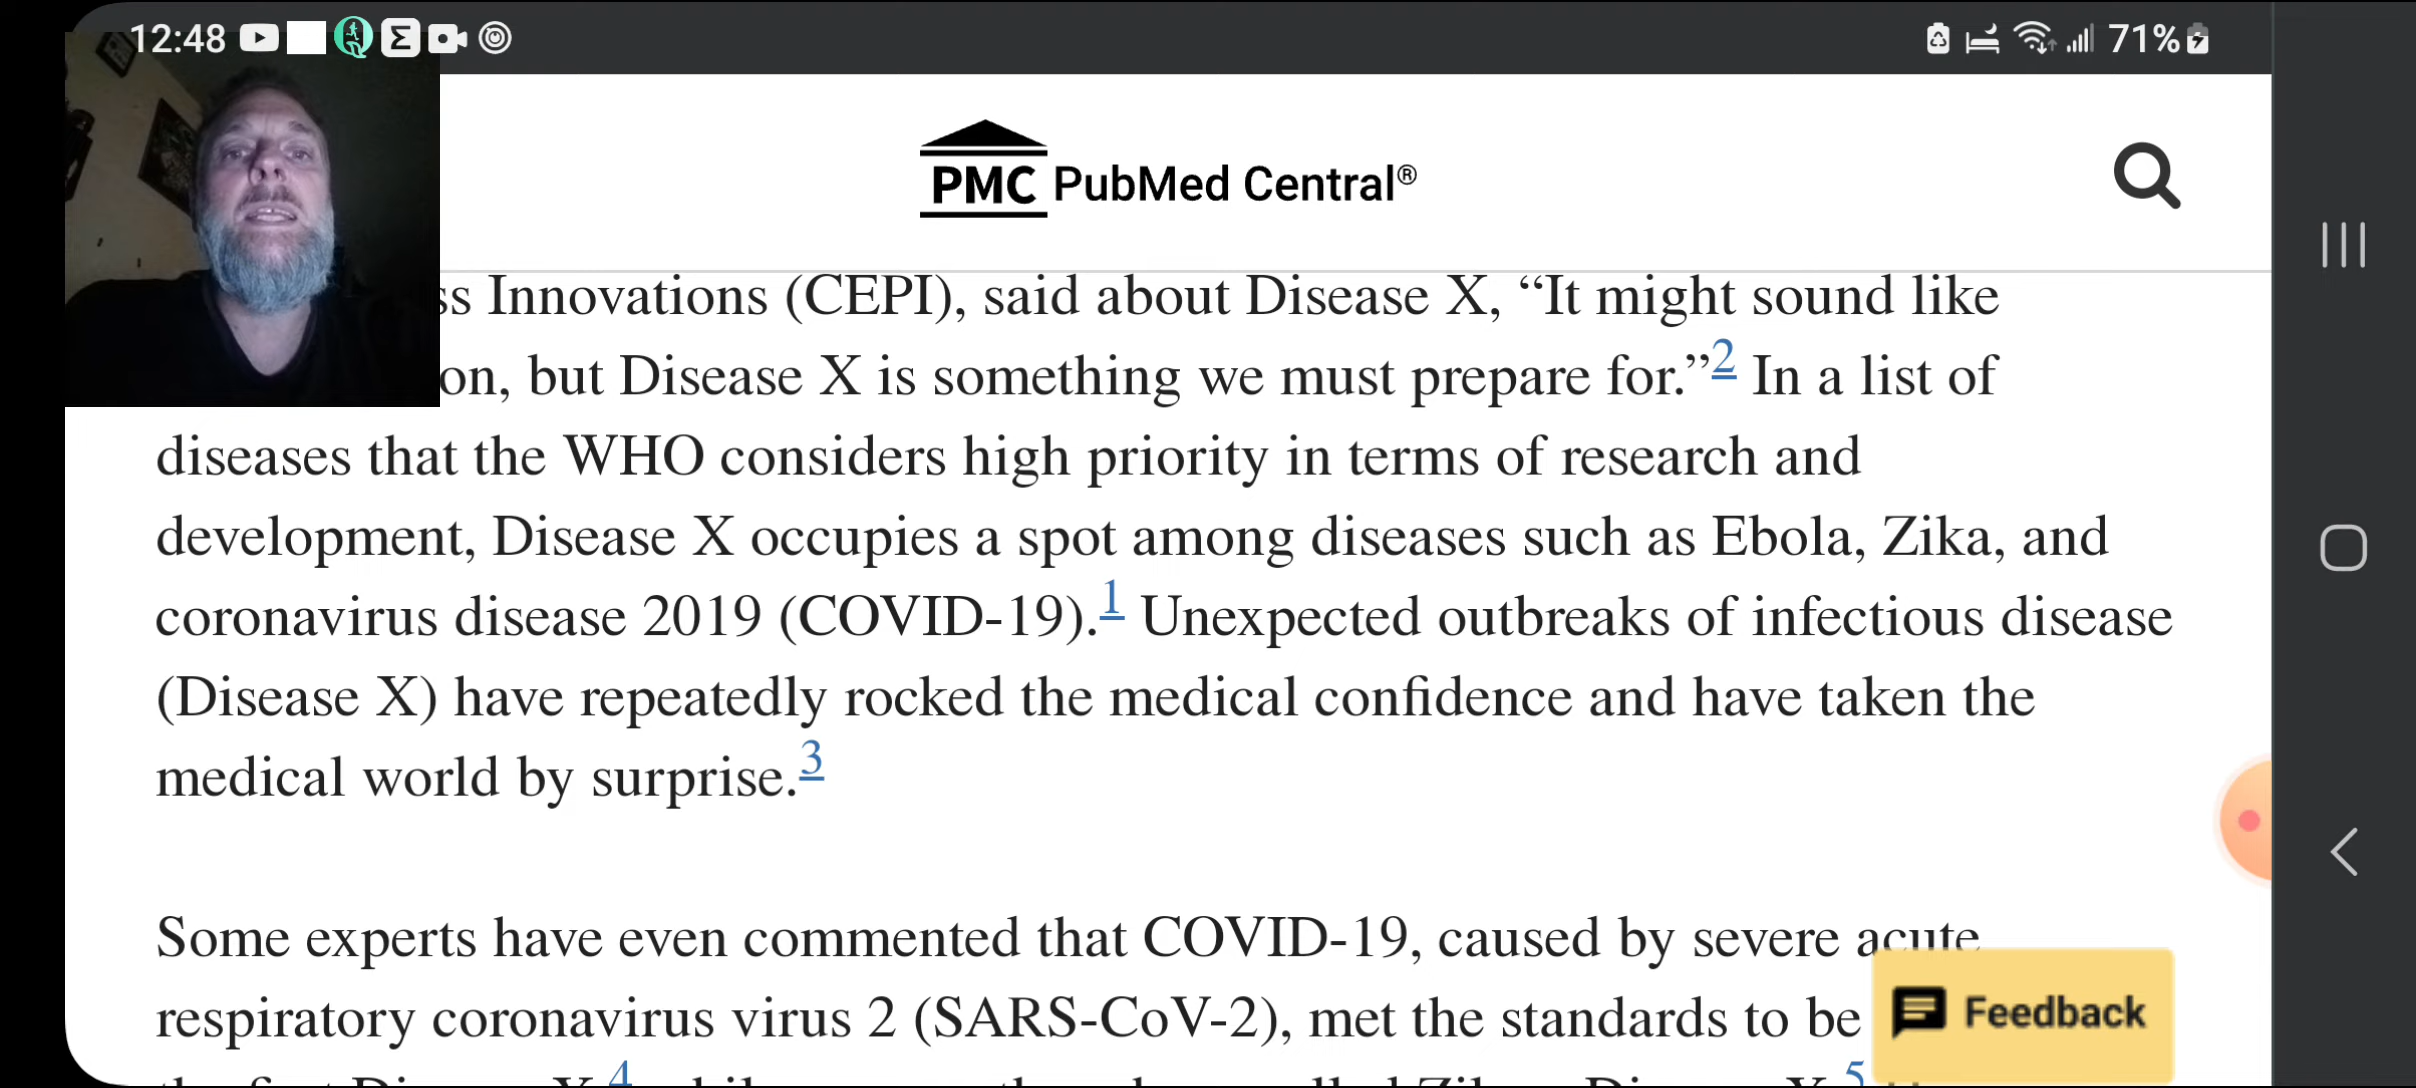 12:48
71%
PMC PubMed Central®
ss Innovations (CEPI), said about Disease X, “It might sound like
on, but Disease X is something we must prepare for.”2 In a list of
diseases that the WHO considers high priority in terms of research and
development, Disease X occupies a spot among diseases such as Ebola, Zika, and
coronavirus disease 2019 (COVID-19).1 Unexpected outbreaks of infectious disease
(Disease X) have repeatedly rocked the medical confidence and have taken the
medical world by surprise.3
Some experts have even commented that COVID-19, caused by severe acute
respiratory coronavirus virus 2 (SARS-CoV-2), met the standards to be
Feedback
4 5